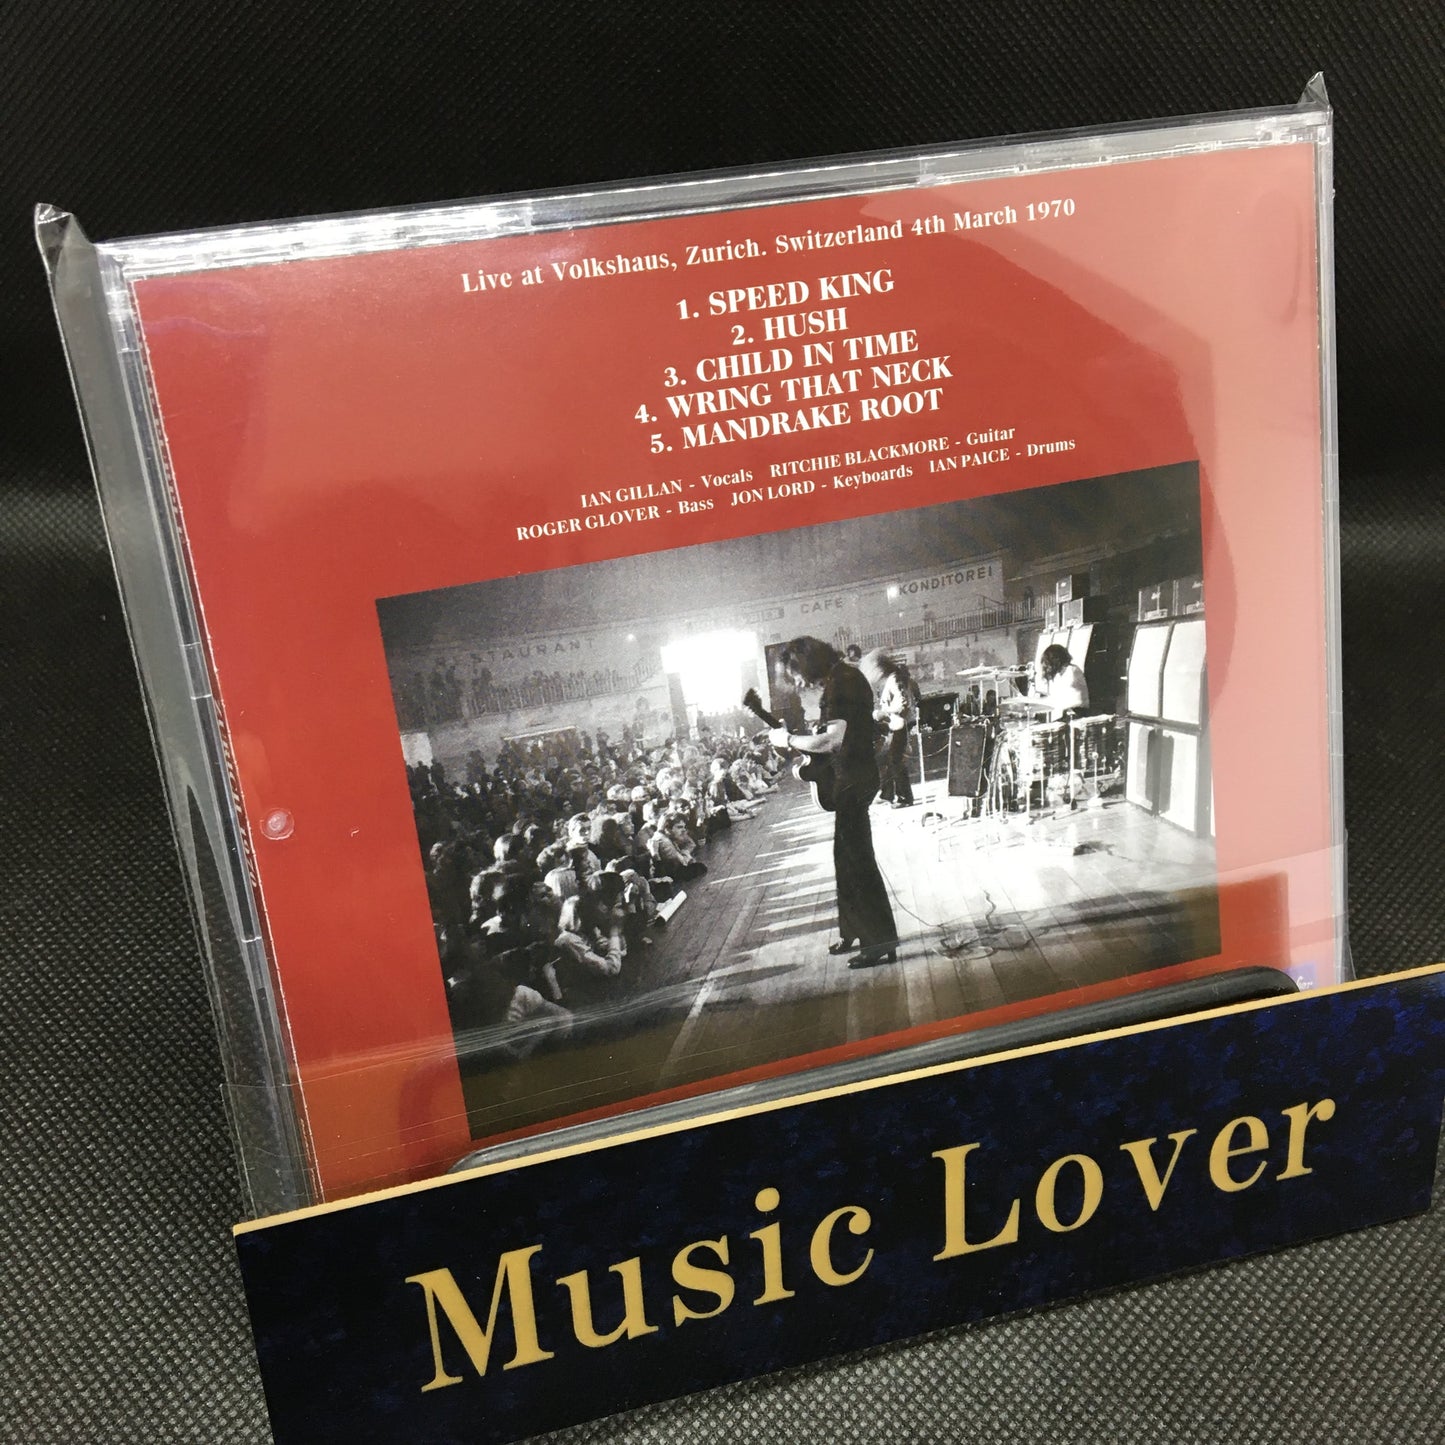 Live at Volkshaus, Zurich. Switzerland 4th March 1970
1. SPEED KING
2. HUSH
3. CHILD IN TIME
4. WRING THAT NECK
5. MANDRAKE ROOT
IAN GILLAN - Vocals RITCHIE BLACKMORE - Guitar
ROGER GLOVER - Bass JON LORD - Keyboards IAN PAICE - Drums
CAFÉ KONDITOREI
Music Lover